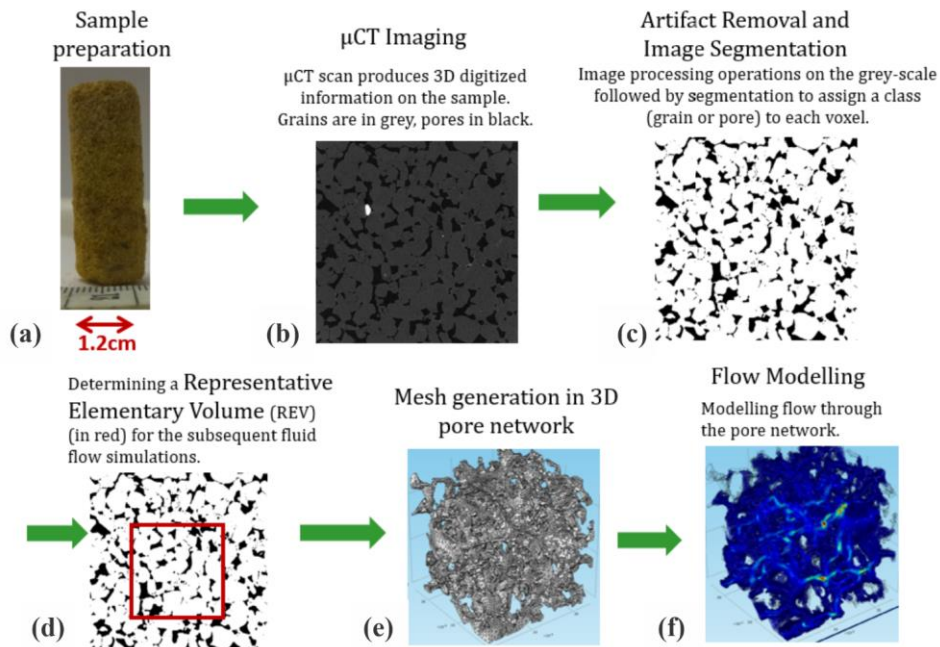 Sample
preparation
(a)
1.2cm
μCT Imaging
μCT scan produces 3D digitized
information on the sample.
Grains are in grey, pores in black.
(b)
Artifact Removal and
Image Segmentation
Image processing operations on the grey-scale
followed by segmentation to assign a class
(grain or pore) to each voxel.
(c)
Determining a Representative
Elementary Volume (REV)
(in red) for the subsequent fluid
flow simulations.
(d)
Mesh generation in 3D
pore network
(e)
Flow Modelling
Modelling flow through
the pore network.
(f)